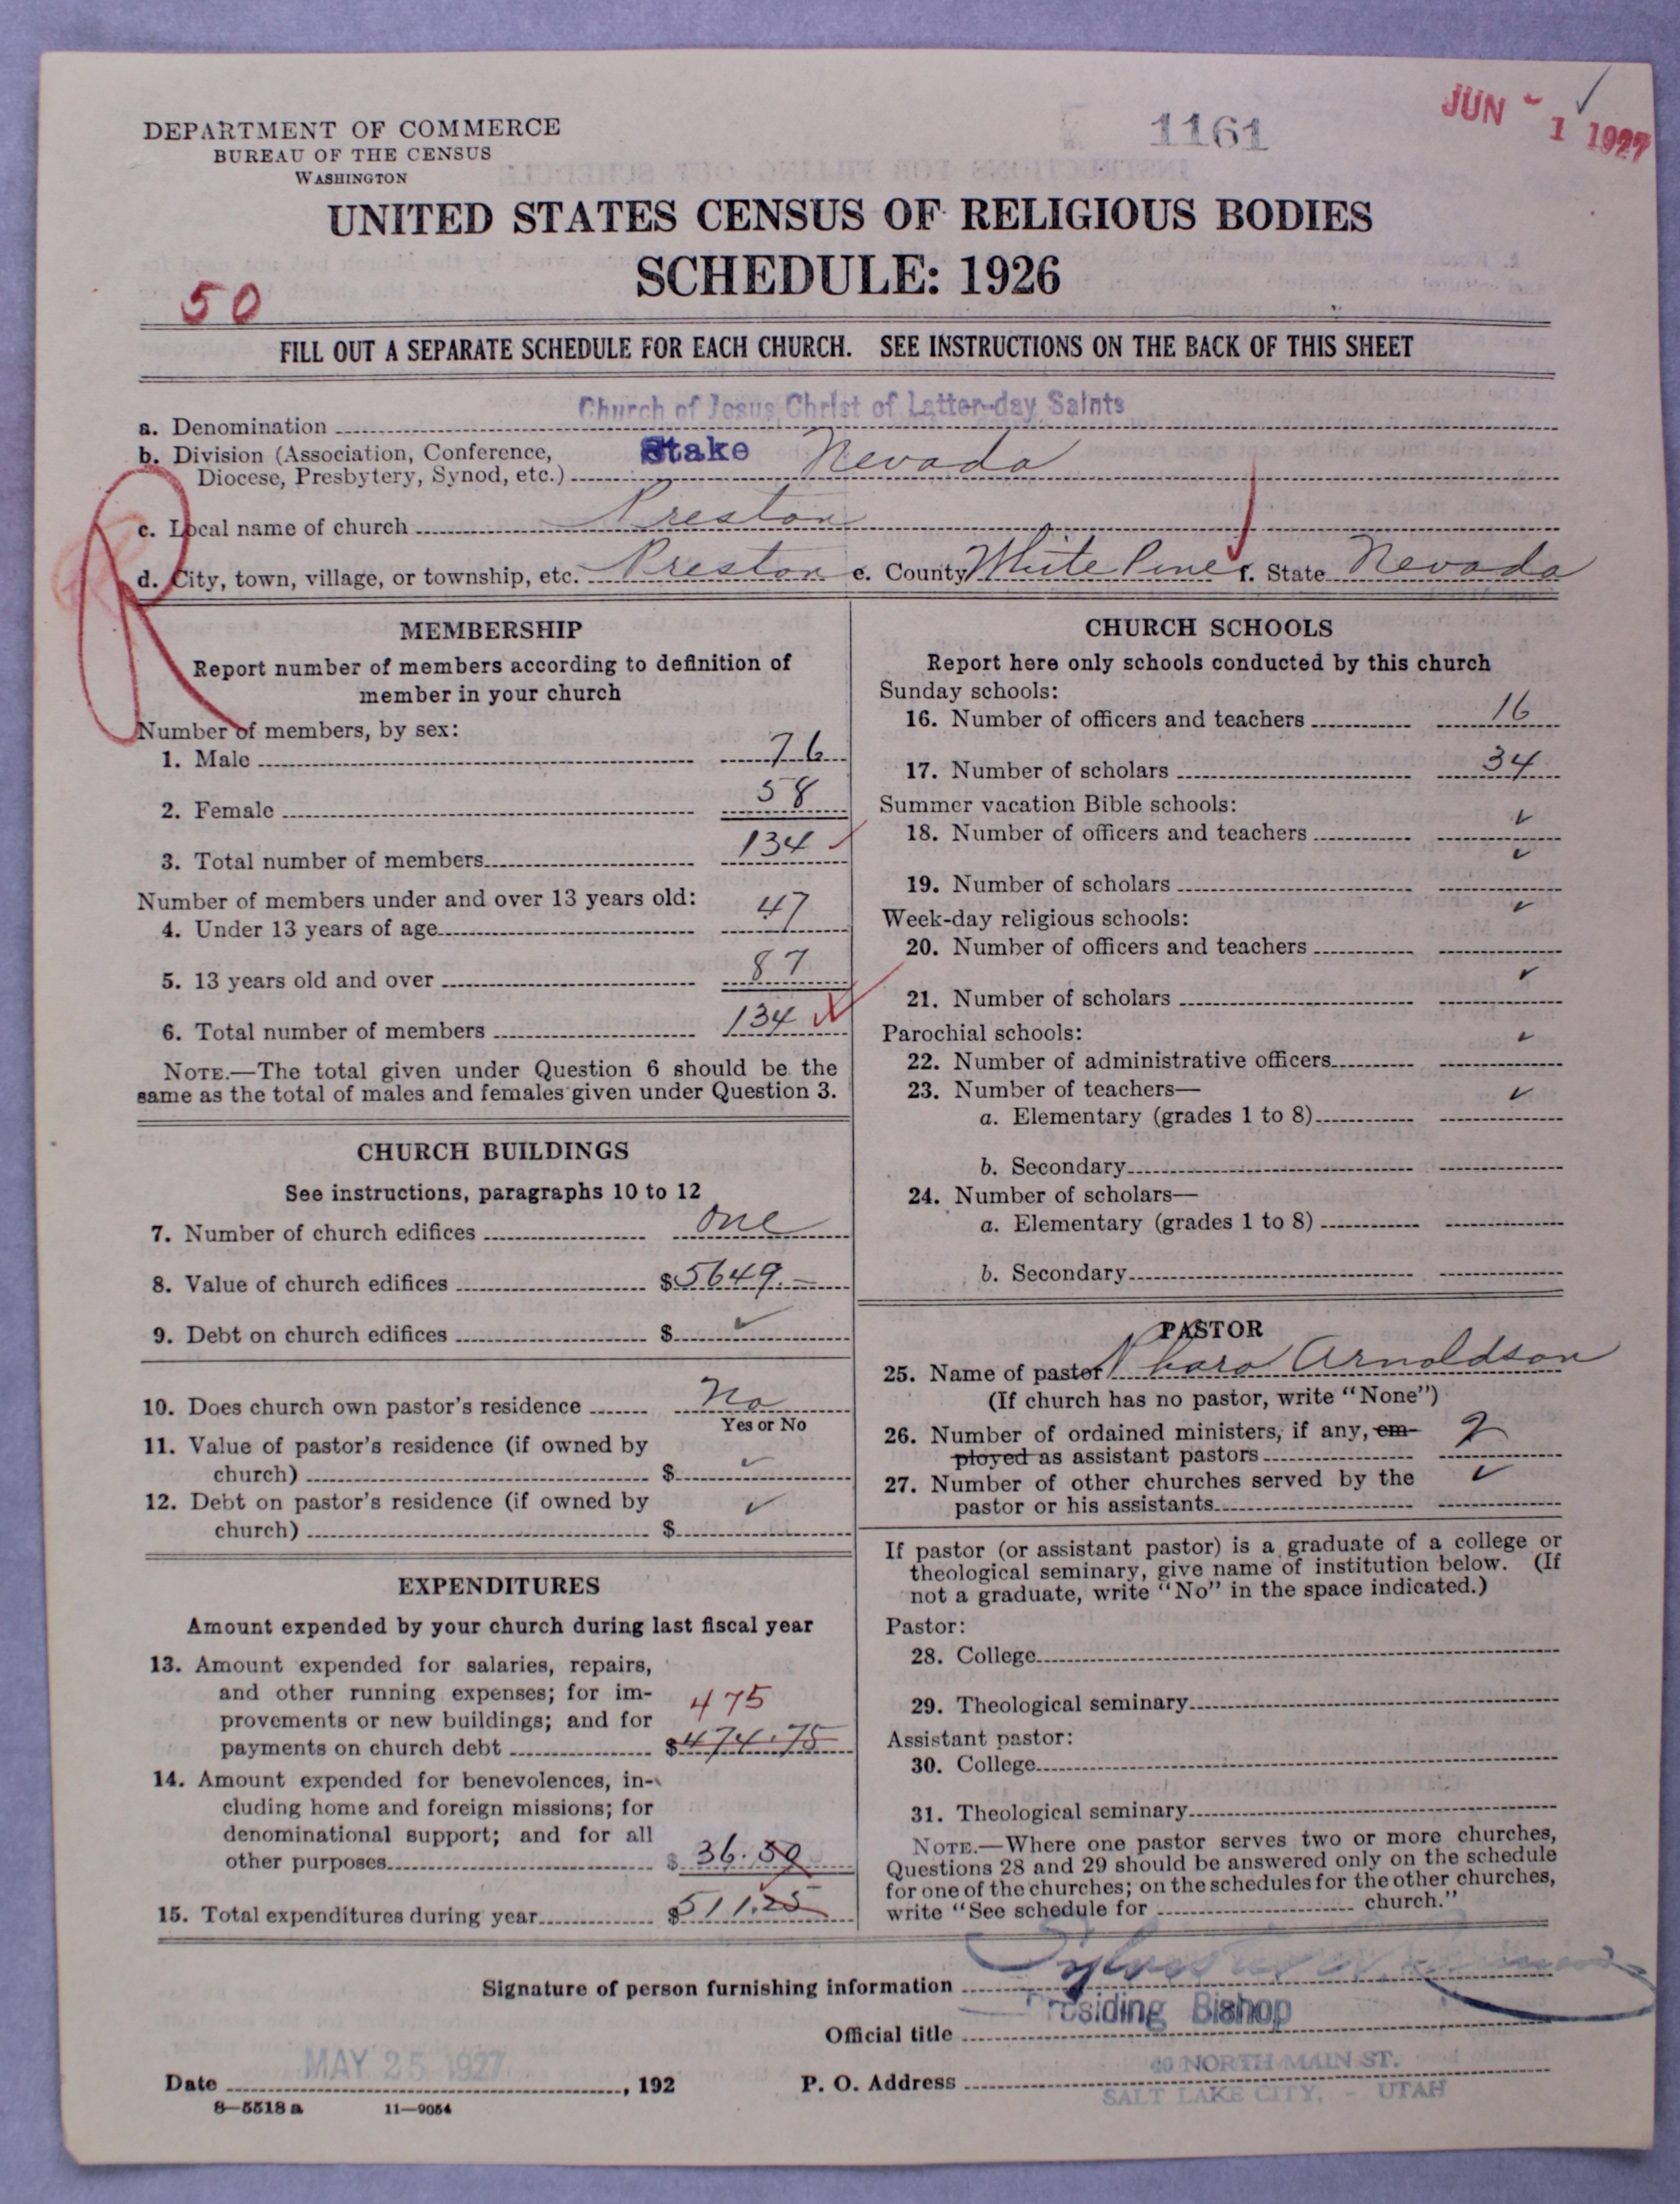 JUN 1 1927
1161
DEPARTMENT OF COMMERCE
BUREAU OF THE CENSUS
WASHINGTON
UNITED STATES CENSUS OF RELIGIOUS BODIES
SCHEDULE: 1926
50
FILL OUT A SEPARATE SCHEDULE FOR EACH CHURCH. SEE INSTRUCTIONS ON THE BACK OF THIS SHEET
a. Denomination Church of Jesus Christ of Latter-day Saints
b. Division (Association, Conference,
Diocese, Presbytery, Synod, etc.) Stake Nevada
c. Local name of church Preston
d. City, town, village, or township, etc. Preston e. County White Pine f. State Nevada
R
MEMBERSHIP
Report number of members according to definition of
member in your church
Number of members, by sex:
1. Male 76
2. Female 58
3. Total number of members 134
Number of members under and over 13 years old:
4. Under 13 years of age 47
5. 13 years old and over 87
6. Total number of members 134
NOTE.—The total given under Question 6 should be the
same as the total of males and females given under Question 3.
CHURCH BUILDINGS
See instructions, paragraphs 10 to 12
7. Number of church edifices one
8. Value of church edifices $5649.—
9. Debt on church edifices $ ✓
10. Does church own pastor's residence No
Yes or No
11. Value of pastor's residence (if owned by
church) $ ✓
12. Debt on pastor's residence (if owned by
church) $ ✓
EXPENDITURES
Amount expended by your church during last fiscal year
13. Amount expended for salaries, repairs,
and other running expenses; for im-
provements or new buildings; and for 475
payments on church debt $474.75
14. Amount expended for benevolences, in-
cluding home and foreign missions; for
denominational support; and for all
other purposes $36.50
15. Total expenditures during year $511.25
CHURCH SCHOOLS
Report here only schools conducted by this church
Sunday schools:
16. Number of officers and teachers 16
17. Number of scholars 34
Summer vacation Bible schools:
18. Number of officers and teachers ✓
19. Number of scholars ✓
Week-day religious schools:
20. Number of officers and teachers ✓
21. Number of scholars ✓
Parochial schools:
22. Number of administrative officers ✓
23. Number of teachers—
a. Elementary (grades 1 to 8) ✓
b. Secondary
24. Number of scholars—
a. Elementary (grades 1 to 8)
b. Secondary
PASTOR
25. Name of pastor Arnoldson
(If church has no pastor, write "None")
26. Number of ordained ministers, if any, em-
ployed as assistant pastors 2
27. Number of other churches served by the
pastor or his assistants ✓
If pastor (or assistant pastor) is a graduate of a college or
theological seminary, give name of institution below. (If
not a graduate, write "No" in the space indicated.)
Pastor:
28. College
29. Theological seminary
Assistant pastor:
30. College
31. Theological seminary
NOTE.—Where one pastor serves two or more churches,
Questions 28 and 29 should be answered only on the schedule
for one of the churches; on the schedules for the other churches,
write "See schedule for church."
Signature of person furnishing information
Official title Presiding Bishop
Date MAY 25 1927, 192
P. O. Address 40 NORTH MAIN ST.
SALT LAKE CITY, - UTAH
8—5518 a 11—9054